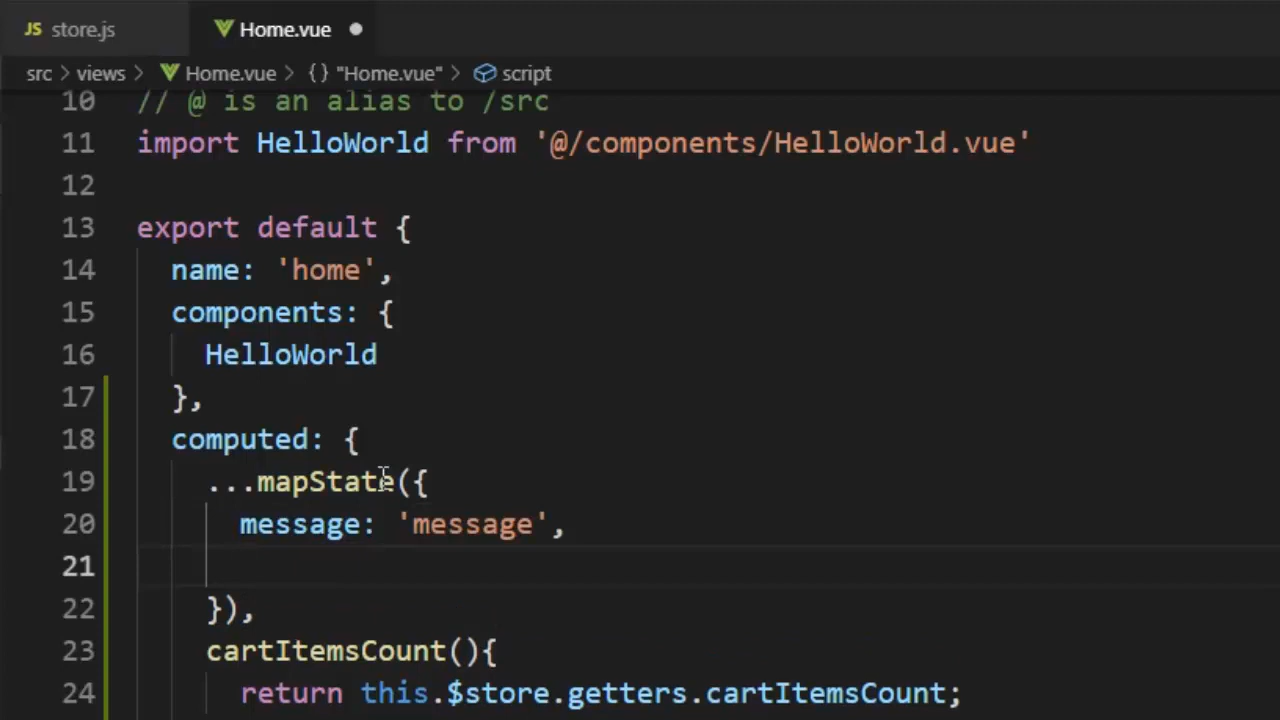 JS store.js Home.vue
src > views > Home.vue > {} "Home.vue" > script
10 // @ is an alias to /src
11 import HelloWorld from '@/components/HelloWorld.vue'
12
13 export default {
14 name: 'home',
15 components: {
16 HelloWorld
17 },
18 computed: {
19 ...mapState({
20 message: 'message',
21
22 }),
23 cartItemsCount(){
24 return this.$store.getters.cartItemsCount;